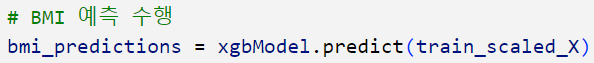 # BMI 예측 수행
bmi_predictions = xgbModel.predict(train_scaled_X)